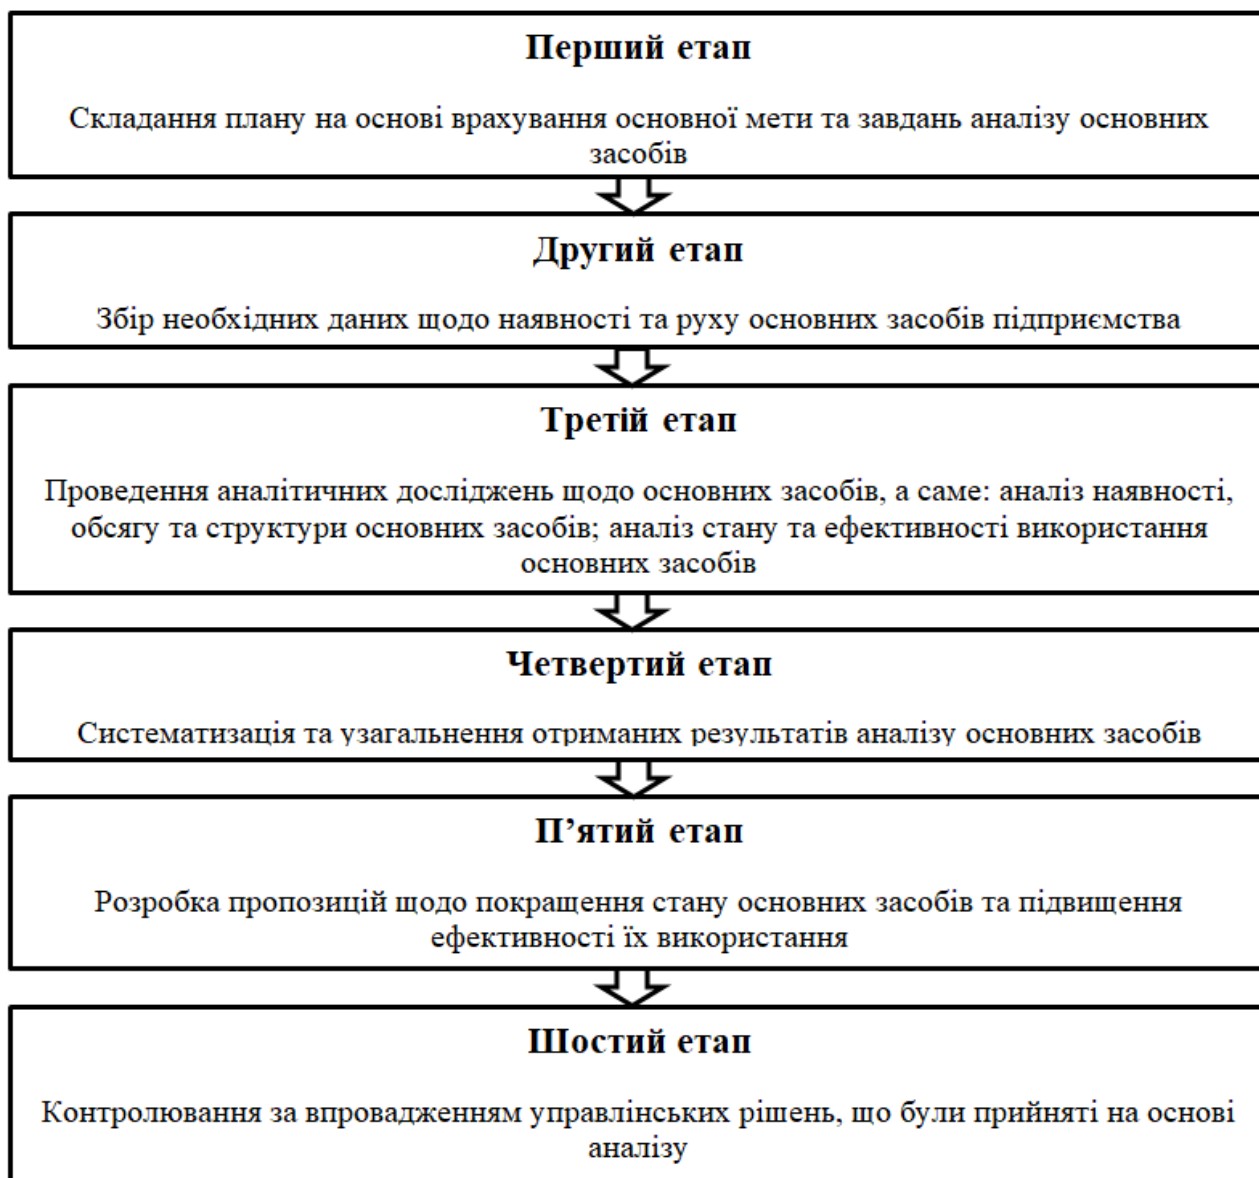 Перший етап
Складання плану на основі врахування основної мети та завдань аналізу основних
засобів
Другий етап
Збір необхідних даних щодо наявності та руху основних засобів підприємства
Третій етап
Проведення аналітичних досліджень щодо основних засобів, а саме: аналіз наявності,
обсягу та структури основних засобів; аналіз стану та ефективності використання
основних засобів
Четвертий етап
Систематизація та узагальнення отриманих результатів аналізу основних засобів
П’ятий етап
Розробка пропозицій щодо покращення стану основних засобів та підвищення
ефективності їх використання
Шостий етап
Контролювання за впровадженням управлінських рішень, що були прийняті на основі
аналізу